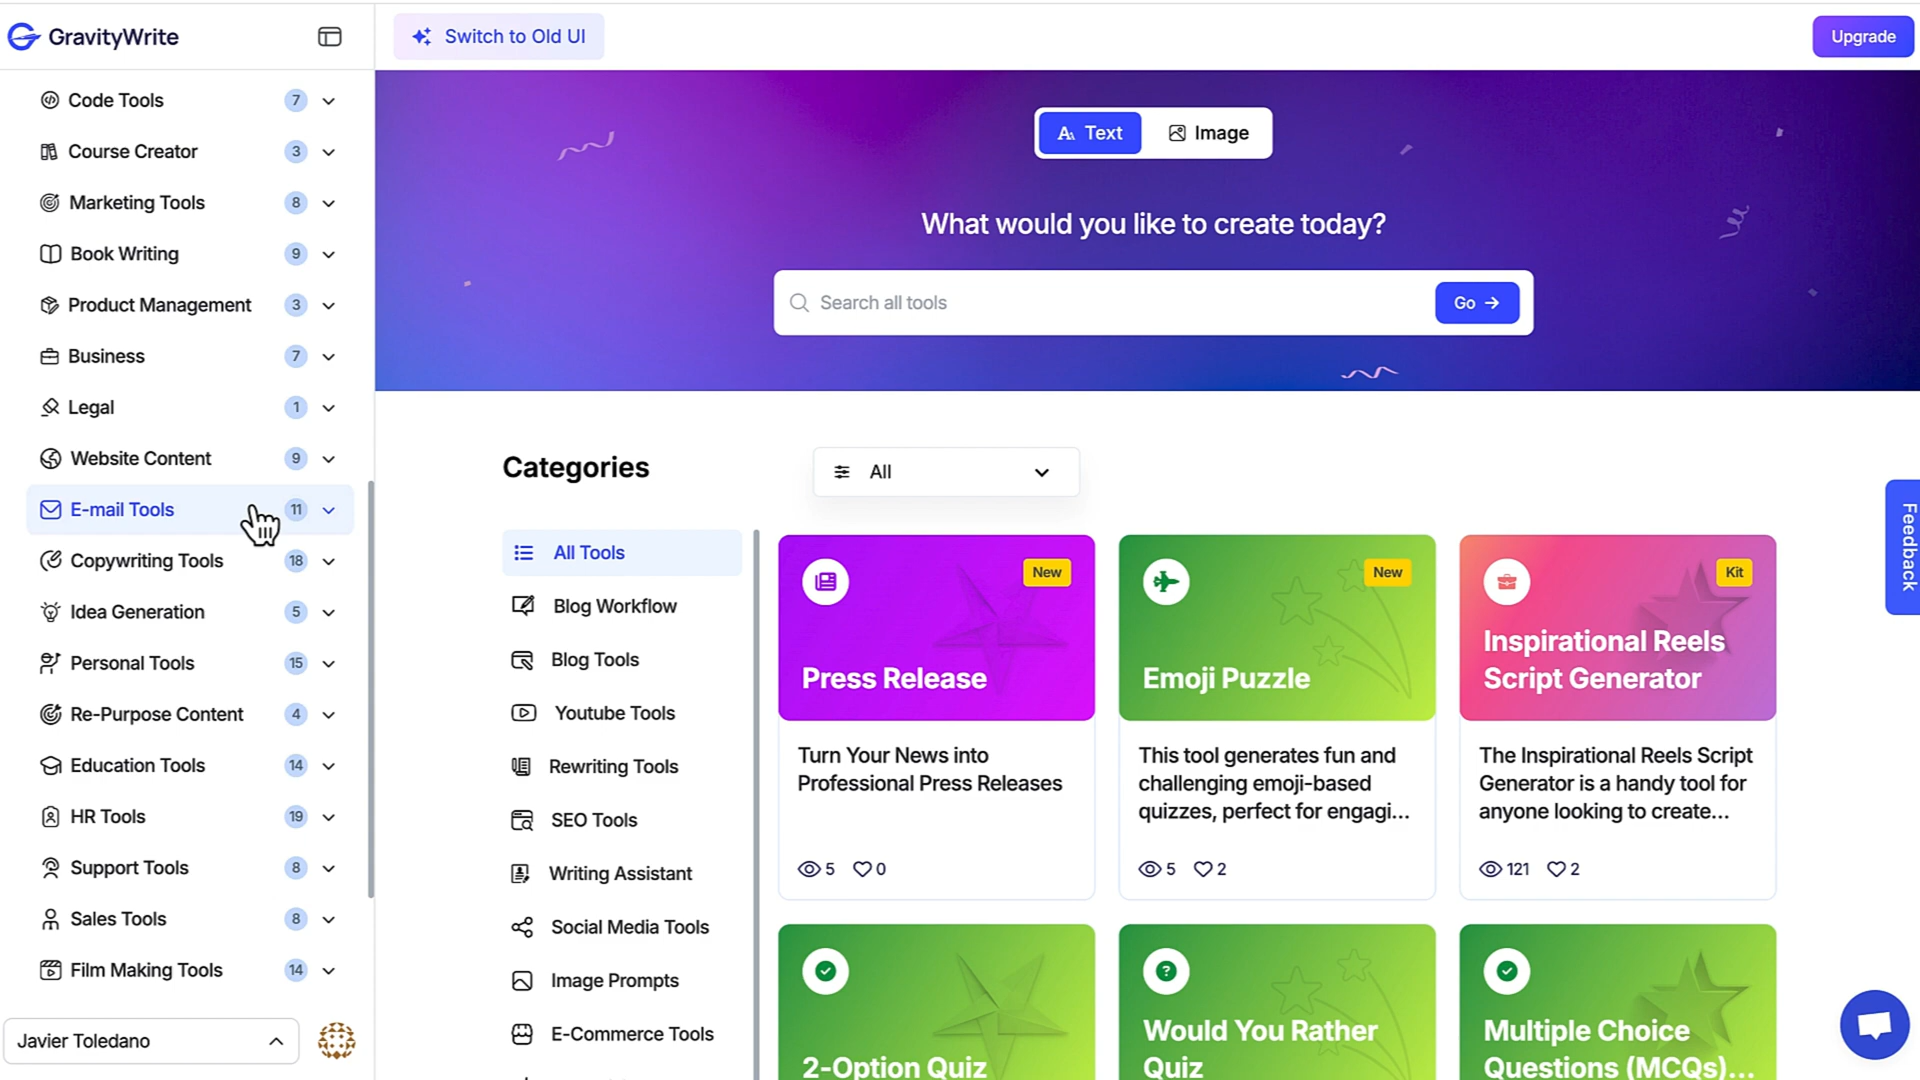 GravityWrite
Switch to Old UI
Upgrade
Code Tools 7
Course Creator 3
Marketing Tools 8
Book Writing 9
Product Management 3
Business 7
Legal 1
Website Content 9
E-mail Tools 11
Copywriting Tools 18
Idea Generation 5
Personal Tools 15
Re-Purpose Content 4
Education Tools 14
HR Tools 19
Support Tools 8
Sales Tools 8
Film Making Tools 14
Javier Toledano
Text
Image
What would you like to create today?
Search all tools
Go →
Categories
All
All Tools
Blog Workflow
Blog Tools
Youtube Tools
Rewriting Tools
SEO Tools
Writing Assistant
Social Media Tools
Image Prompts
E-Commerce Tools
New
Press Release
Turn Your News into
Professional Press Releases
5 0
New
Emoji Puzzle
This tool generates fun and
challenging emoji-based
quizzes, perfect for engagi...
5 2
Kit
Inspirational Reels
Script Generator
The Inspirational Reels Script
Generator is a handy tool for
anyone looking to create...
121 2
2-Option Quiz
Would You Rather
Quiz
Multiple Choice
Questions (MCQs)...
Feedback